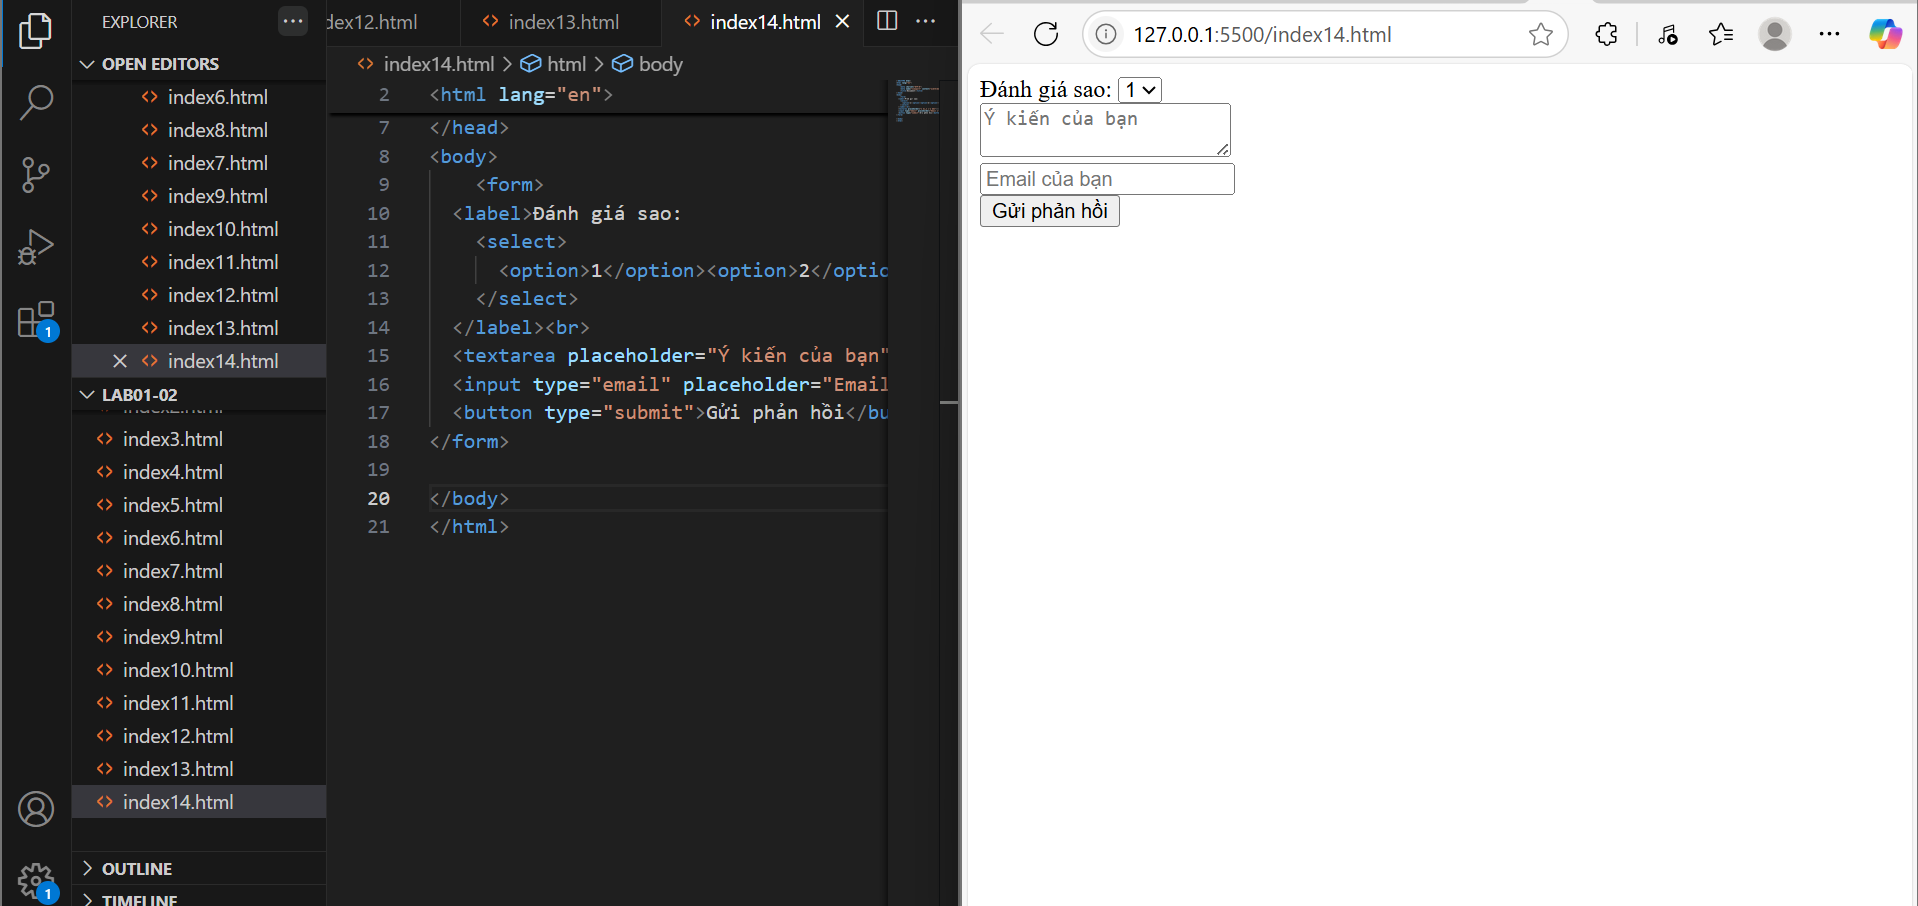 EXPLORER
OPEN EDITORS
index6.html
index8.html
index7.html
index9.html
index10.html
index11.html
index12.html
index13.html
index14.html
LAB01-02
index3.html
index4.html
index5.html
index6.html
index7.html
index8.html
index9.html
index10.html
index11.html
index12.html
index13.html
index14.html
OUTLINE
TIMELINE
1
1
dex12.html
index13.html
index14.html
index14.html > html > body
2 <html lang="en">
7 </head>
8 <body>
9 <form>
10 <label>Đánh giá sao:
11 <select>
12 <option>1</option><option>2</optic
13 </select>
14 </label><br>
15 <textarea placeholder="Ý kiến của bạn"
16 <input type="email" placeholder="Email
17 <button type="submit">Gửi phản hồi</bu
18 </form>
19
20 </body>
21 </html>
127.0.0.1:5500/index14.html
Đánh giá sao: 1
Ý kiến của bạn
Email của bạn
Gửi phản hồi